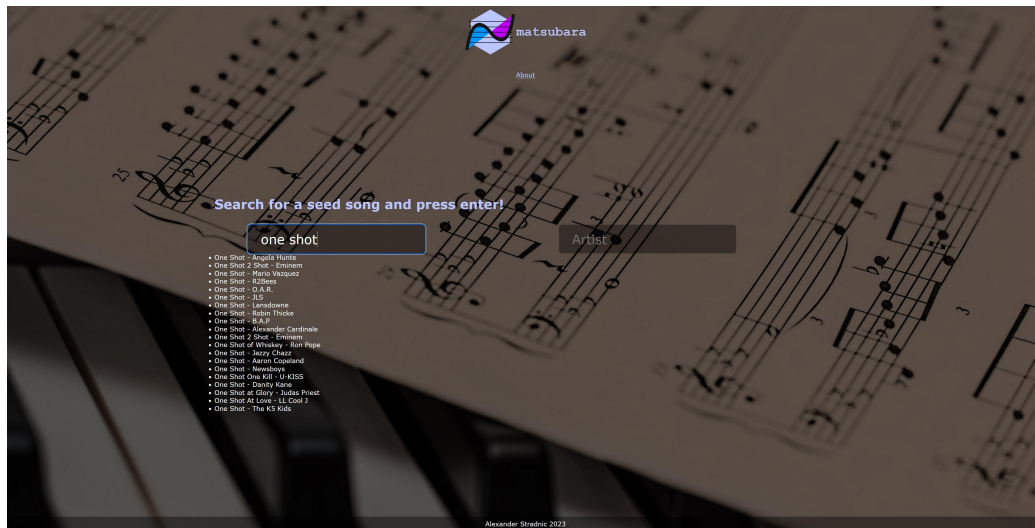 matsubara
About
Search for a seed song and press enter!
one shot
Artist
One Shot - Angela Hunte
One Shot 2 Shot - Eminem
One Shot - Mario Vazquez
One Shot - R2Bees
One Shot - O.A.R.
One Shot - JLS
One Shot - Lansdowne
One Shot - Robin Thicke
One Shot - B.A.P
One Shot - Alexander Cardinale
One Shot 2 Shot - Eminem
One Shot of Whiskey - Ron Pope
One Shot - Jazzy Chazz
One Shot - Aaron Copeland
One Shot - Newsboys
One Shot One Kill - U-KISS
One Shot - Danity Kane
One Shot at Glory - Judas Priest
One Shot At Love - LL Cool J
One Shot - The KS Kids
25
3
3
3
Alexander Stradnic 2023